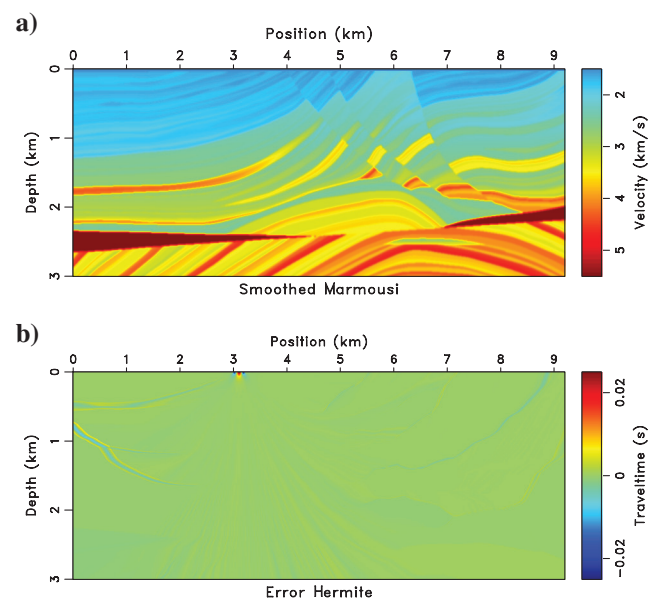 a)
Position (km)
0 1 2 3 4 5 6 7 8 9
0
1
2
3
Depth (km)
2
3
4
5
Velocity (km/s)
Smoothed Marmousi
b)
Position (km)
0 1 2 3 4 5 6 7 8 9
0
1
2
3
Depth (km)
0.02
0
−0.02
Traveltime (s)
Error Hermite